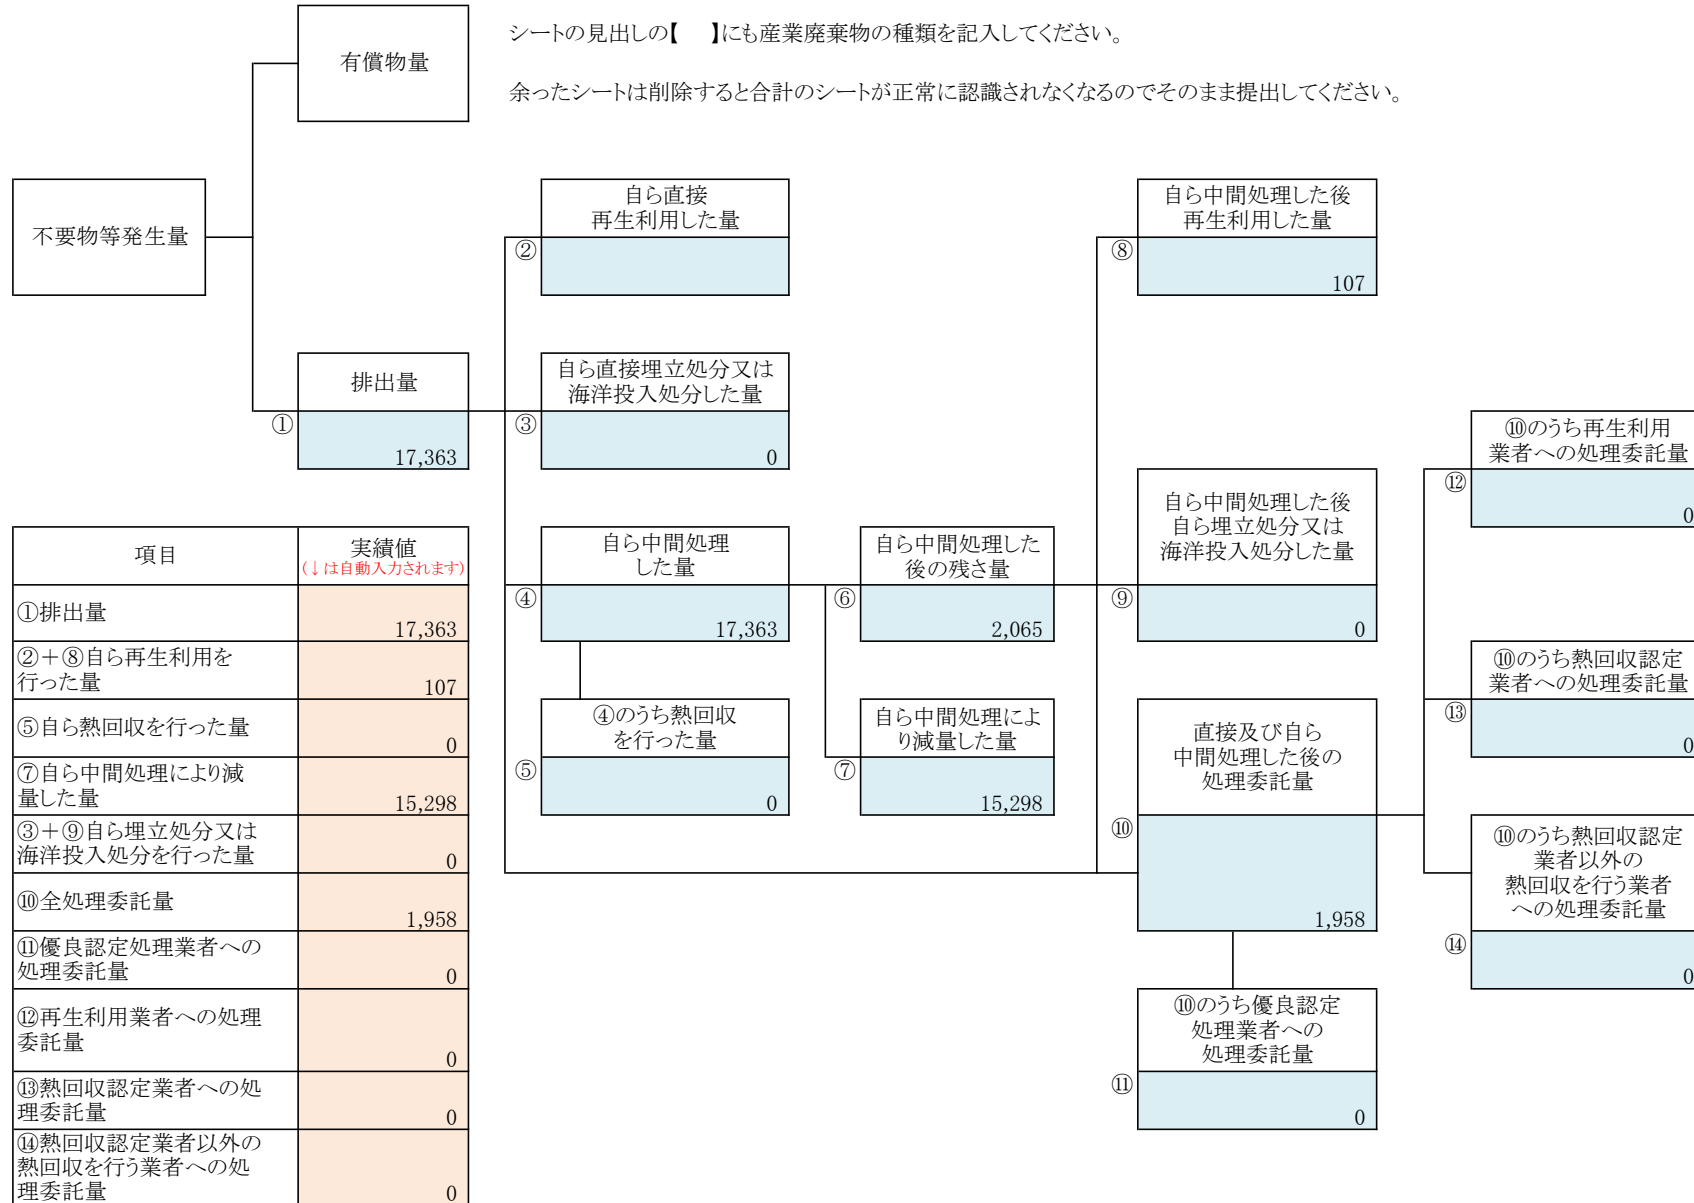 シートの見出しの【　】にも産業廃棄物の種類を記入してください。
余ったシートは削除すると合計のシートが正常に認識されなくなるのでそのまま提出してください。
有償物量
不要物等発生量
排出量
①
17,363
自ら直接
再生利用した量
②
自ら直接埋立処分又は
海洋投入処分した量
③
0
自ら中間処理
した量
④
17,363
④のうち熱回収
を行った量
⑤
0
自ら中間処理した
後の残さ量
⑥
2,065
自ら中間処理によ
り減量した量
⑦
15,298
自ら中間処理した後
再生利用した量
⑧
107
自ら中間処理した後
自ら埋立処分又は
海洋投入処分した量
⑨
0
直接及び自ら
中間処理した後の
処理委託量
⑩
1,958
⑩のうち優良認定
処理業者への
処理委託量
⑪
0
⑩のうち再生利用
業者への処理委託量
⑫
0
⑩のうち熱回収認定
業者への処理委託量
⑬
0
⑩のうち熱回収認定
業者以外の
熱回収を行う業者
への処理委託量
⑭
0
項目
実績値
(↓は自動入力されます)
①排出量
17,363
②＋⑧自ら再生利用を
行った量
107
⑤自ら熱回収を行った量
0
⑦自ら中間処理により減
量した量
15,298
③＋⑨自ら埋立処分又は
海洋投入処分を行った量
0
⑩全処理委託量
1,958
⑪優良認定処理業者への
処理委託量
0
⑫再生利用業者への処理
委託量
0
⑬熱回収認定業者への処
理委託量
0
⑭熱回収認定業者以外の
熱回収を行う業者への処
理委託量
0